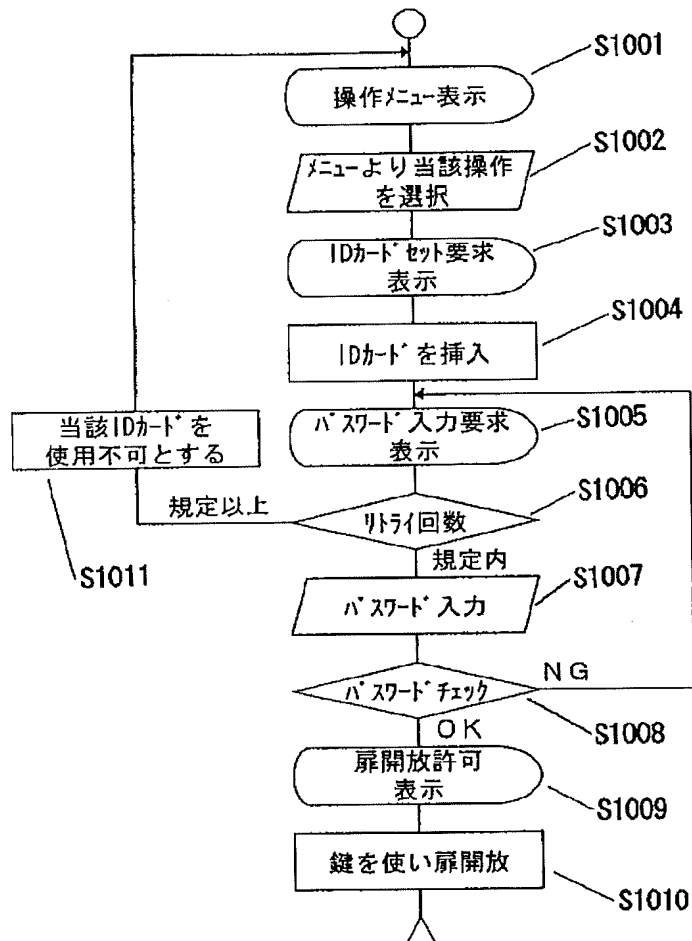 S1001
操作メニュー表示
S1002
メニューより当該操作
を選択
S1003
IDカードセット要求
表示
S1004
IDカードを挿入
当該IDカードを
使用不可とする
S1011
パスワード入力要求
表示
S1005
規定以上
リトライ回数
S1006
規定内
パスワード入力
S1007
パスワードチェック
NG
S1008
OK
扉開放許可
表示
S1009
鍵を使い扉開放
S1010